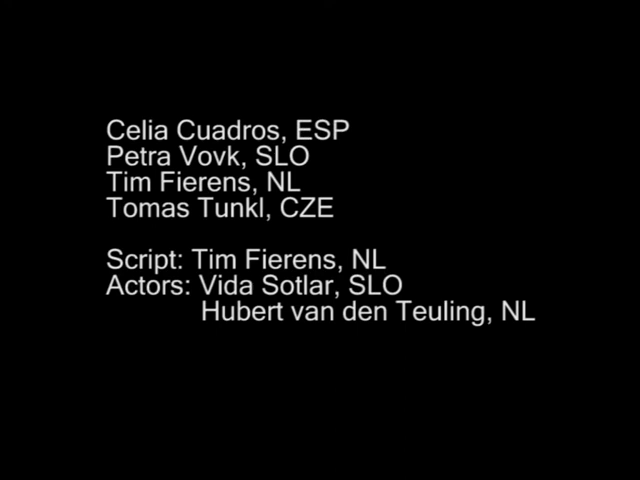 Celia Cuadros, ESP
Petra Vovk, SLO
Tim Fierens, NL
Tomas Tunkl, CZE
Script: Tim Fierens, NL
Actors: Vida Sotlar, SLO
Hubert van den Teuling, NL